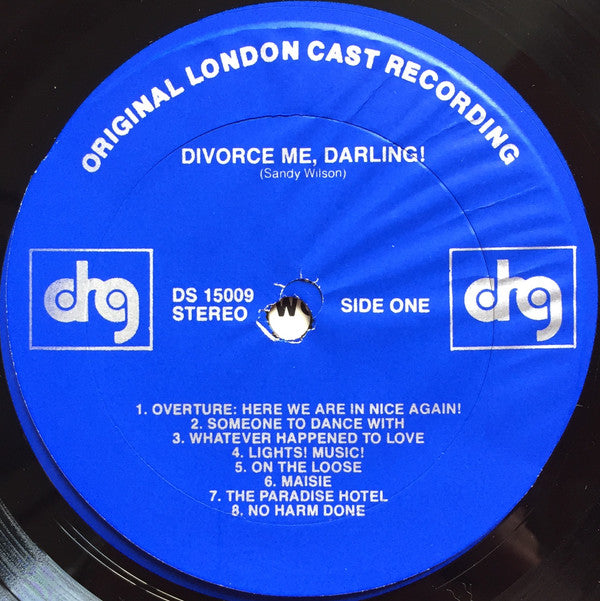 ORIGINAL LONDON CAST RECORDING
DIVORCE ME, DARLING!
(Sandy Wilson)
drg
drg
DS 15009
STEREO
W
SIDE ONE
1. OVERTURE: HERE WE ARE IN NICE AGAIN!
2. SOMEONE TO DANCE WITH
3. WHATEVER HAPPENED TO LOVE
4. LIGHTS! MUSIC!
5. ON THE LOOSE
6. MAISIE
7. THE PARADISE HOTEL
8. NO HARM DONE